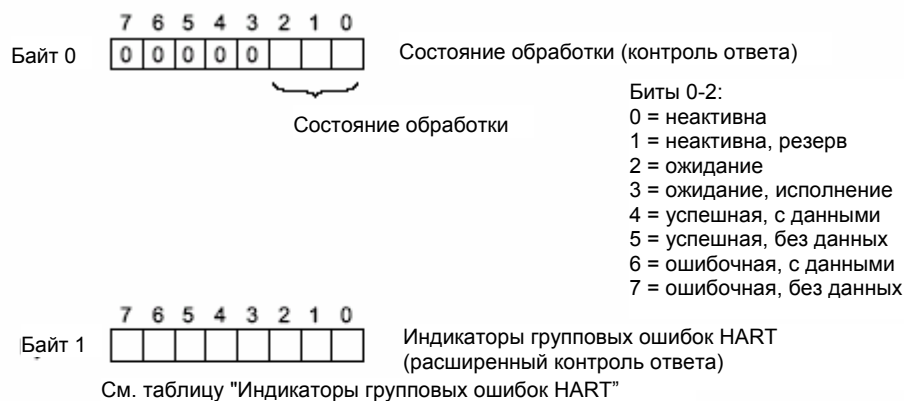 7 6 5 4 3 2 1 0
Байт 0 0 0 0 0 0 Состояние обработки (контроль ответа)
Состояние обработки
Биты 0-2:
0 = неактивна
1 = неактивна, резерв
2 = ожидание
3 = ожидание, исполнение
4 = успешная, с данными
5 = успешная, без данных
6 = ошибочная, с данными
7 = ошибочная, без данных
7 6 5 4 3 2 1 0
Байт 1 Индикаторы групповых ошибок HART
(расширенный контроль ответа)
См. таблицу "Индикаторы групповых ошибок HART”